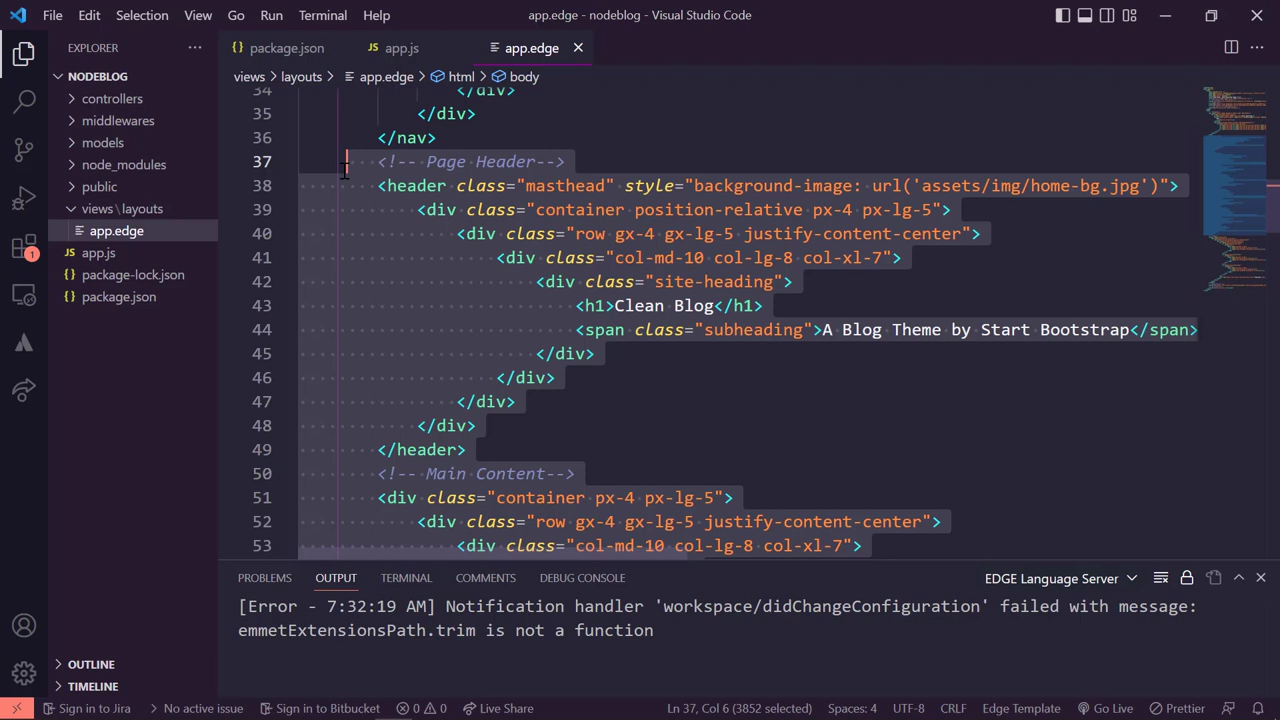 File Edit Selection View Go Run Terminal Help
app.edge - nodeblog - Visual Studio Code
EXPLORER
package.json
JS app.js
app.edge
NODEBLOG
views > layouts > app.edge > html > body
controllers
middlewares
models
node_modules
public
views\layouts
app.edge
JS app.js
package-lock.json
package.json
34 </div>
35 </div>
36 </nav>
37 <!-- Page Header-->
38 <header class="masthead" style="background-image: url('assets/img/home-bg.jpg')">
39 <div class="container position-relative px-4 px-lg-5">
40 <div class="row gx-4 gx-lg-5 justify-content-center">
41 <div class="col-md-10 col-lg-8 col-xl-7">
42 <div class="site-heading">
43 <h1>Clean Blog</h1>
44 <span class="subheading">A Blog Theme by Start Bootstrap</span>
45 </div>
46 </div>
47 </div>
48 </div>
49 </header>
50 <!-- Main Content-->
51 <div class="container px-4 px-lg-5">
52 <div class="row gx-4 gx-lg-5 justify-content-center">
53 <div class="col-md-10 col-lg-8 col-xl-7">
1
PROBLEMS OUTPUT TERMINAL COMMENTS DEBUG CONSOLE
EDGE Language Server
[Error - 7:32:19 AM] Notification handler 'workspace/didChangeConfiguration' failed with message:
emmetExtensionsPath.trim is not a function
OUTLINE
TIMELINE
Sign in to Jira No active issue Sign in to Bitbucket 0 0 Live Share
Ln 37, Col 6 (3852 selected) Spaces: 4 UTF-8 CRLF Edge Template Go Live Prettier